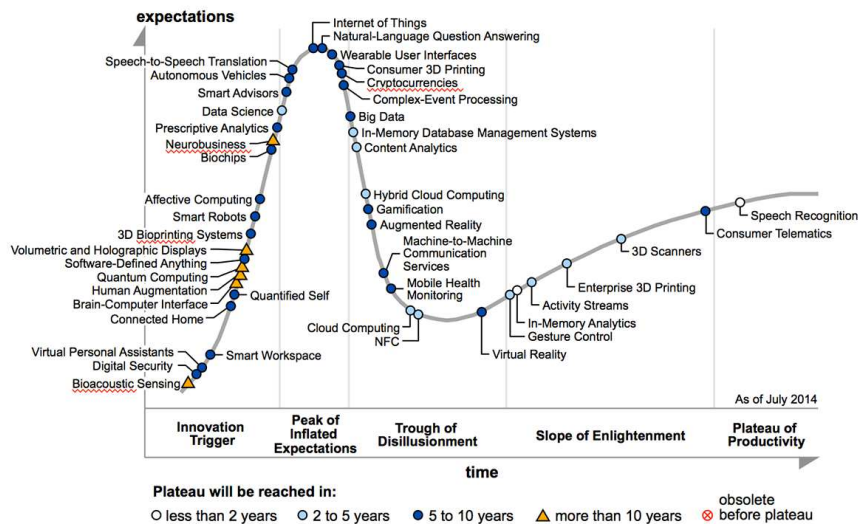 expectations
Internet of Things
Natural-Language Question Answering
Wearable User Interfaces
Consumer 3D Printing
Cryptocurrencies
Complex-Event Processing
Speech-to-Speech Translation
Autonomous Vehicles
Smart Advisors
Data Science
Prescriptive Analytics
Neurobusiness
Biochips
Big Data
In-Memory Database Management Systems
Content Analytics
Affective Computing
Smart Robots
3D Bioprinting Systems
Volumetric and Holographic Displays
Software-Defined Anything
Quantum Computing
Human Augmentation
Brain-Computer Interface
Connected Home
Quantified Self
Hybrid Cloud Computing
Gamification
Augmented Reality
Machine-to-Machine
Communication
Services
Mobile Health
Monitoring
Cloud Computing
NFC
Virtual Personal Assistants
Digital Security
Bioacoustic Sensing
Smart Workspace
Speech Recognition
Consumer Telematics
3D Scanners
Enterprise 3D Printing
Activity Streams
In-Memory Analytics
Gesture Control
Virtual Reality
As of July 2014
Innovation
Trigger
Peak of
Inflated
Expectations
Trough of
Disillusionment
Slope of Enlightenment
Plateau of
Productivity
time
Plateau will be reached in:
less than 2 years
2 to 5 years
5 to 10 years
more than 10 years
obsolete
before plateau